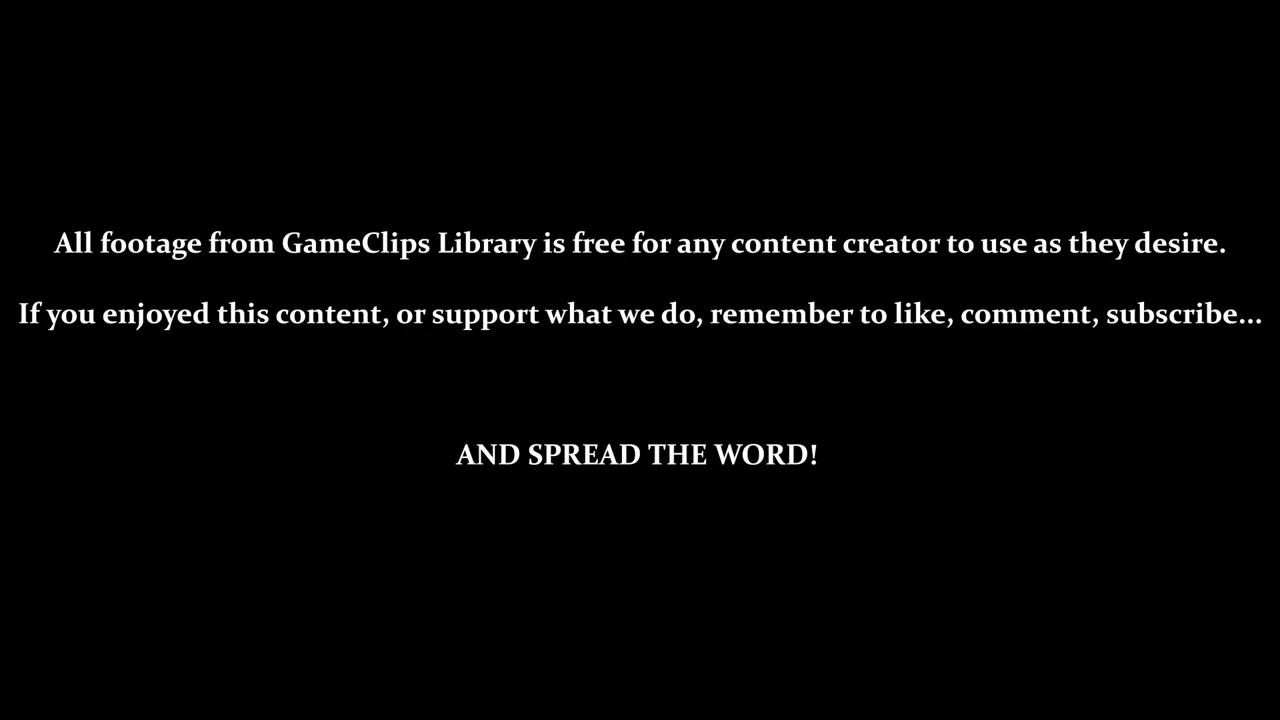 All footage from GameClips Library is free for any content creator to use as they desire.
If you enjoyed this content, or support what we do, remember to like, comment, subscribe...
AND SPREAD THE WORD!